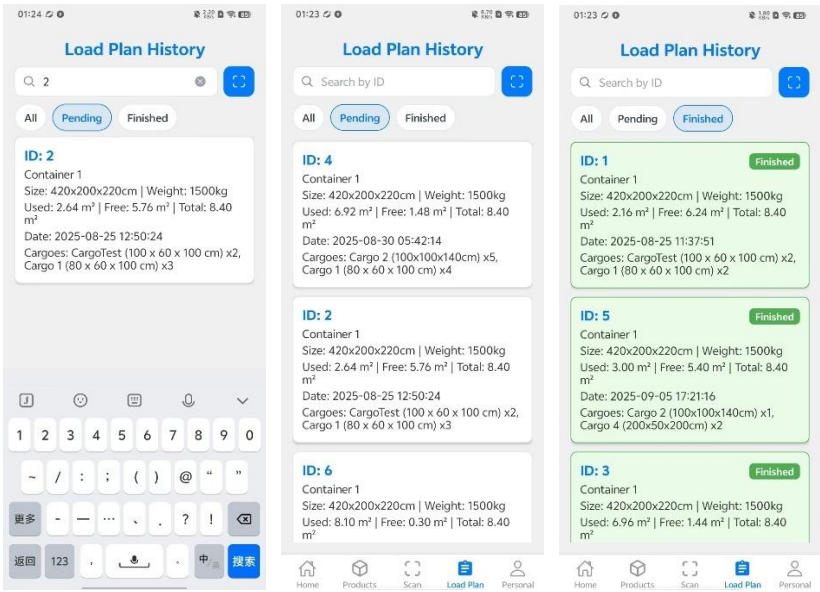 01:24
2.20 KB/s
85
Load Plan History
2
All
Pending
Finished
ID: 2
Container 1
Size: 420x200x220cm | Weight: 1500kg
Used: 2.64 m² | Free: 5.76 m² | Total: 8.40
m²
Date: 2025-08-25 12:50:24
Cargoes: CargoTest (100 x 60 x 100 cm) x2,
Cargo 1 (80 x 60 x 100 cm) x3
1 2 3 4 5 6 7 8 9 0
~ / : ; ( ) @ “ ”
更多 - — … 、 . ? !
返回 123 , 。 中/英 搜索
01:23
8.70 KB/s
85
Load Plan History
Search by ID
All
Pending
Finished
ID: 4
Container 1
Size: 420x200x220cm | Weight: 1500kg
Used: 6.92 m² | Free: 1.48 m² | Total: 8.40
m²
Date: 2025-08-30 05:42:14
Cargoes: Cargo 2 (100x100x140cm) x5,
Cargo 1 (80 x 60 x 100 cm) x4
ID: 2
Container 1
Size: 420x200x220cm | Weight: 1500kg
Used: 2.64 m² | Free: 5.76 m² | Total: 8.40
m²
Date: 2025-08-25 12:50:24
Cargoes: CargoTest (100 x 60 x 100 cm) x2,
Cargo 1 (80 x 60 x 100 cm) x3
ID: 6
Container 1
Size: 420x200x220cm | Weight: 1500kg
Used: 8.10 m² | Free: 0.30 m² | Total: 8.40
m²
Home
Products
Scan
Load Plan
Personal
01:23
1.80 KB/s
85
Load Plan History
Search by ID
All
Pending
Finished
ID: 1
Finished
Container 1
Size: 420x200x220cm | Weight: 1500kg
Used: 2.16 m² | Free: 6.24 m² | Total: 8.40
m²
Date: 2025-08-25 11:37:51
Cargoes: CargoTest (100 x 60 x 100 cm) x2,
Cargo 1 (80 x 60 x 100 cm) x2
ID: 5
Finished
Container 1
Size: 420x200x220cm | Weight: 1500kg
Used: 3.00 m² | Free: 5.40 m² | Total: 8.40
m²
Date: 2025-09-05 17:21:16
Cargoes: Cargo 2 (100x100x140cm) x1,
Cargo 4 (200x50x200cm) x2
ID: 3
Finished
Container 1
Size: 420x200x220cm | Weight: 1500kg
Used: 6.96 m² | Free: 1.44 m² | Total: 8.40
m²
Home
Products
Scan
Load Plan
Personal